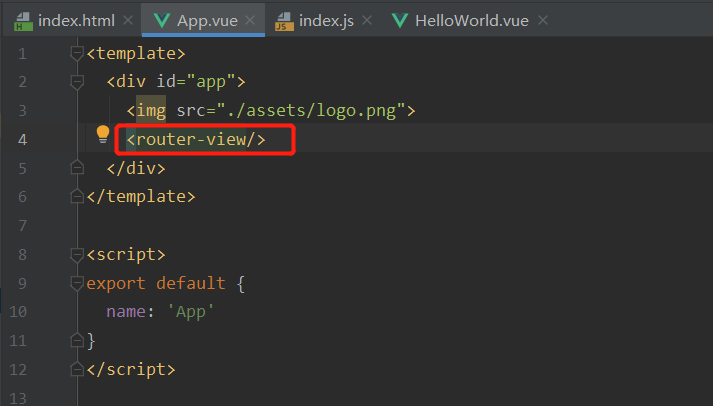 index.html App.vue index.js HelloWorld.vue
1 <template>
2 <div id="app">
3 <img src="./assets/logo.png">
4 <router-view/>
5 </div>
6 </template>
7
8 <script>
9 export default {
10 name: 'App'
11 }
12 </script>
13